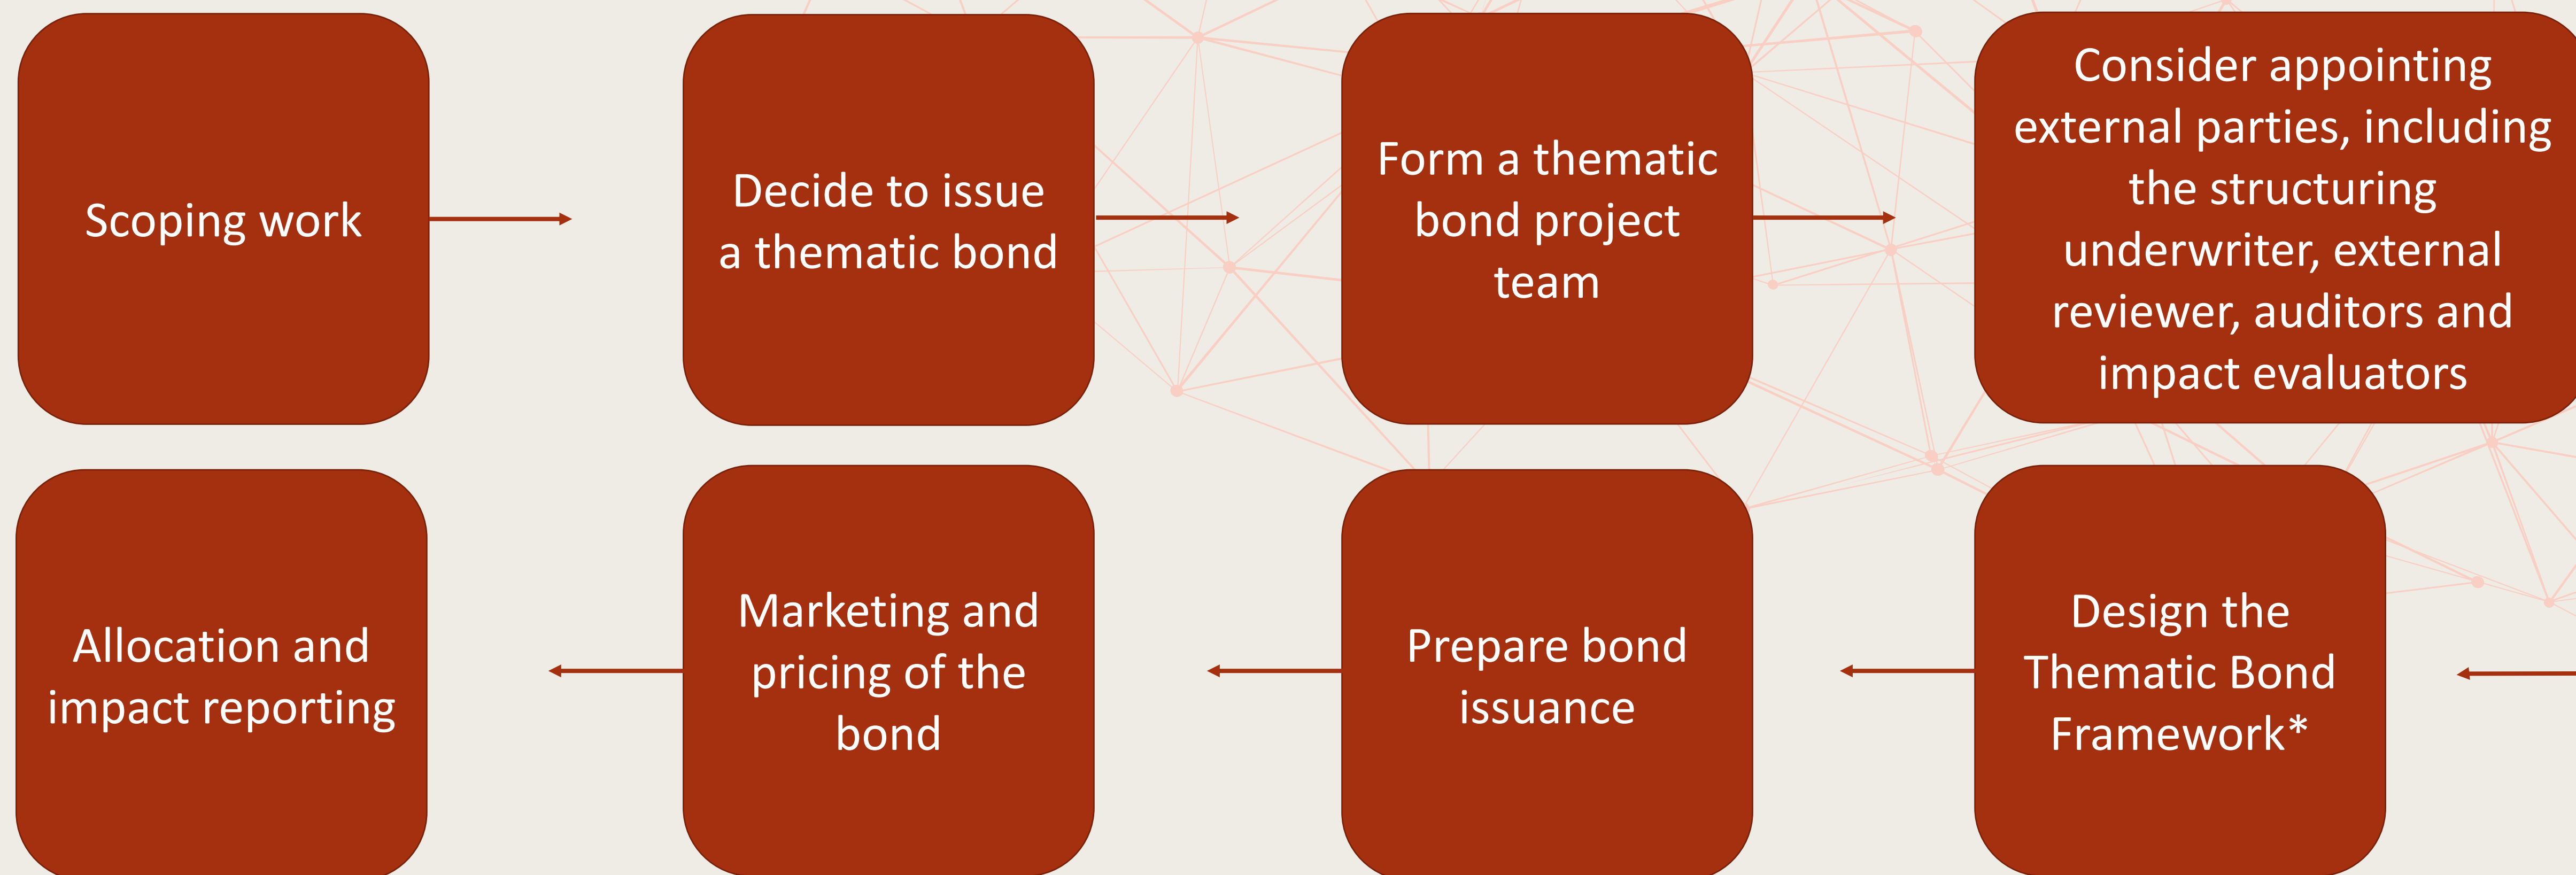 Scoping work
Decide to issue
a thematic bond
Form a thematic
bond project
team
Consider appointing
external parties, including
the structuring
underwriter, external
reviewer, auditors and
impact evaluators
Design the
Thematic Bond
Framework*
Prepare bond
issuance
Marketing and
pricing of the
bond
Allocation and
impact reporting